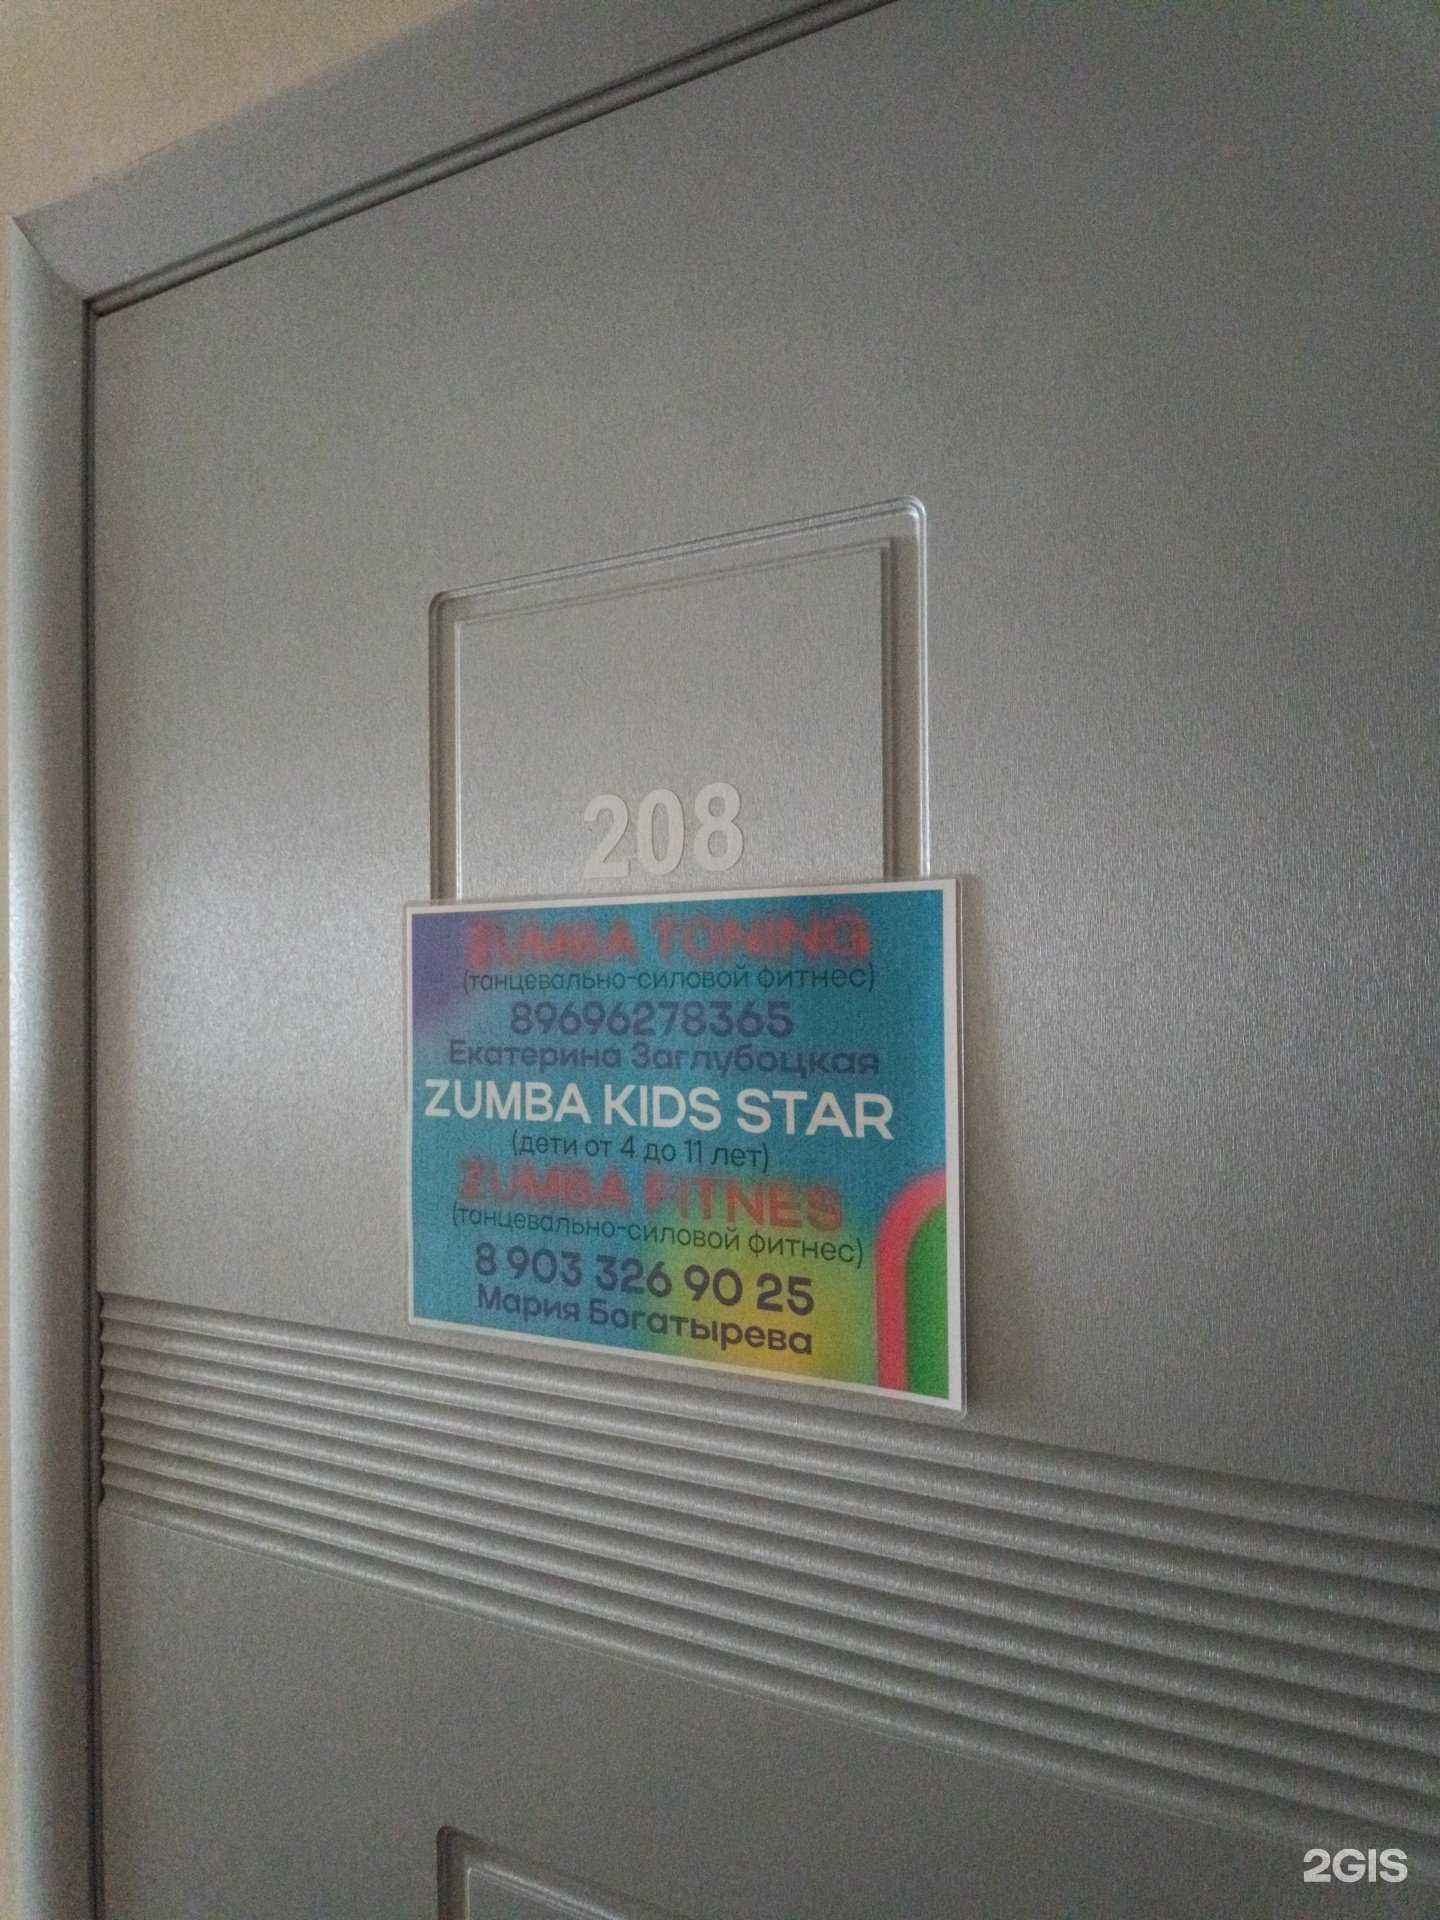 208
ZUMBA TONING
(танцевально-силовой фитнес)
89696278365
Екатерина Заглубоцкая
ZUMBA KIDS STAR
(дети от 4 до 11 лет)
ZUMBA FITNES
(танцевально-силовой фитнес)
8 903 326 90 25
Мария Богатырева
2GIS